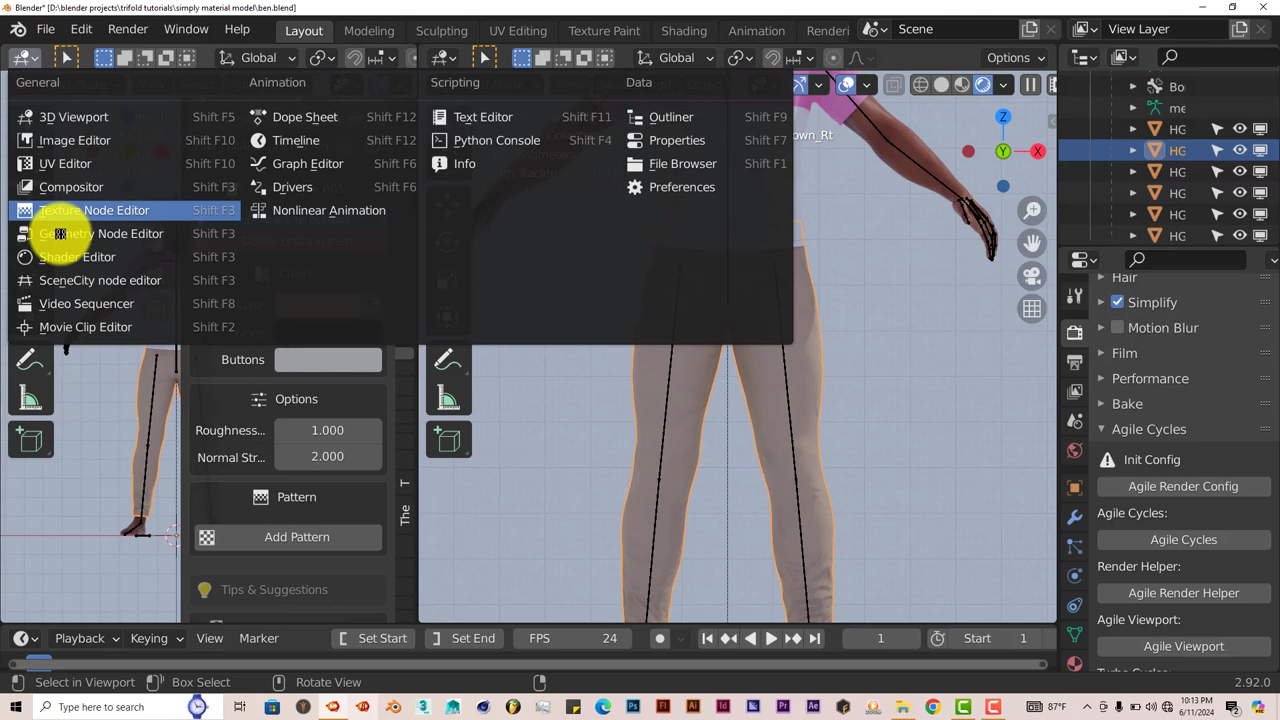 Blender* [D:\blender projects\trifold tutorials\simply material model\ben.blend]
File Edit Render Window Help Layout Modeling Sculpting UV Editing Texture Paint Shading Animation Renderi Scene View Layer
Global Global Options
General Animation Scripting Data
3D Viewport Shift F5 Dope Sheet Shift F12 Text Editor Shift F11 Outliner Shift F9
Image Editor Shift F10 Timeline Shift F12 Python Console Shift F4 Properties Shift F7
UV Editor Shift F10 Graph Editor Shift F6 Info File Browser Shift F1
Compositor Shift F3 Drivers Shift F6 Preferences
Texture Node Editor Shift F3 Nonlinear Animation
Geometry Node Editor Shift F3
Shader Editor Shift F3
SceneCity node editor Shift F3
Video Sequencer Shift F8
Movie Clip Editor Shift F2
own_Rt
Z
Y
X
Bo
me
HG
HG
HG
HG
HG
HG
Buttons
Options
Roughness... 1.000
Normal Str... 2.000
Pattern
Add Pattern
Tips & Suggestions
T
The
Hair
Simplify
Motion Blur
Film
Performance
Bake
Agile Cycles
Init Config
Agile Render Config
Agile Cycles:
Agile Cycles
Render Helper:
Agile Render Helper
Agile Viewport:
Agile Viewport
Playback Keying View Marker [ Set Start ] Set End FPS 24 1 Start 1
Select in Viewport Box Select Rotate View 2.92.0
Type here to search 87°F 10:13 PM
6/11/2024